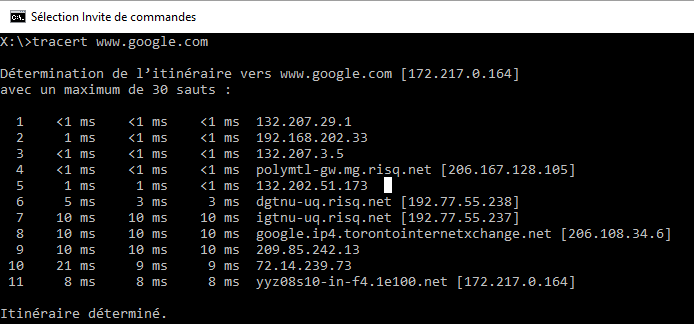 Sélection Invite de commandes
X:\>tracert www.google.com
Détermination de l’itinéraire vers www.google.com [172.217.0.164]
avec un maximum de 30 sauts :
1 <1 ms <1 ms <1 ms 132.207.29.1
2 1 ms <1 ms <1 ms 192.168.202.33
3 <1 ms <1 ms <1 ms 132.207.3.5
4 <1 ms <1 ms <1 ms polymtl-gw.mg.risq.net [206.167.128.105]
5 1 ms 1 ms <1 ms 132.202.51.173
6 5 ms 3 ms 3 ms dgtnu-uq.risq.net [192.77.55.238]
7 10 ms 10 ms 10 ms igtnu-uq.risq.net [192.77.55.237]
8 10 ms 10 ms 10 ms google.ip4.torontointernetxchange.net [206.108.34.6]
9 10 ms 10 ms 10 ms 209.85.242.13
10 21 ms 9 ms 9 ms 72.14.239.73
11 8 ms 8 ms 8 ms yyz08s10-in-f4.1e100.net [172.217.0.164]
Itinéraire déterminé.